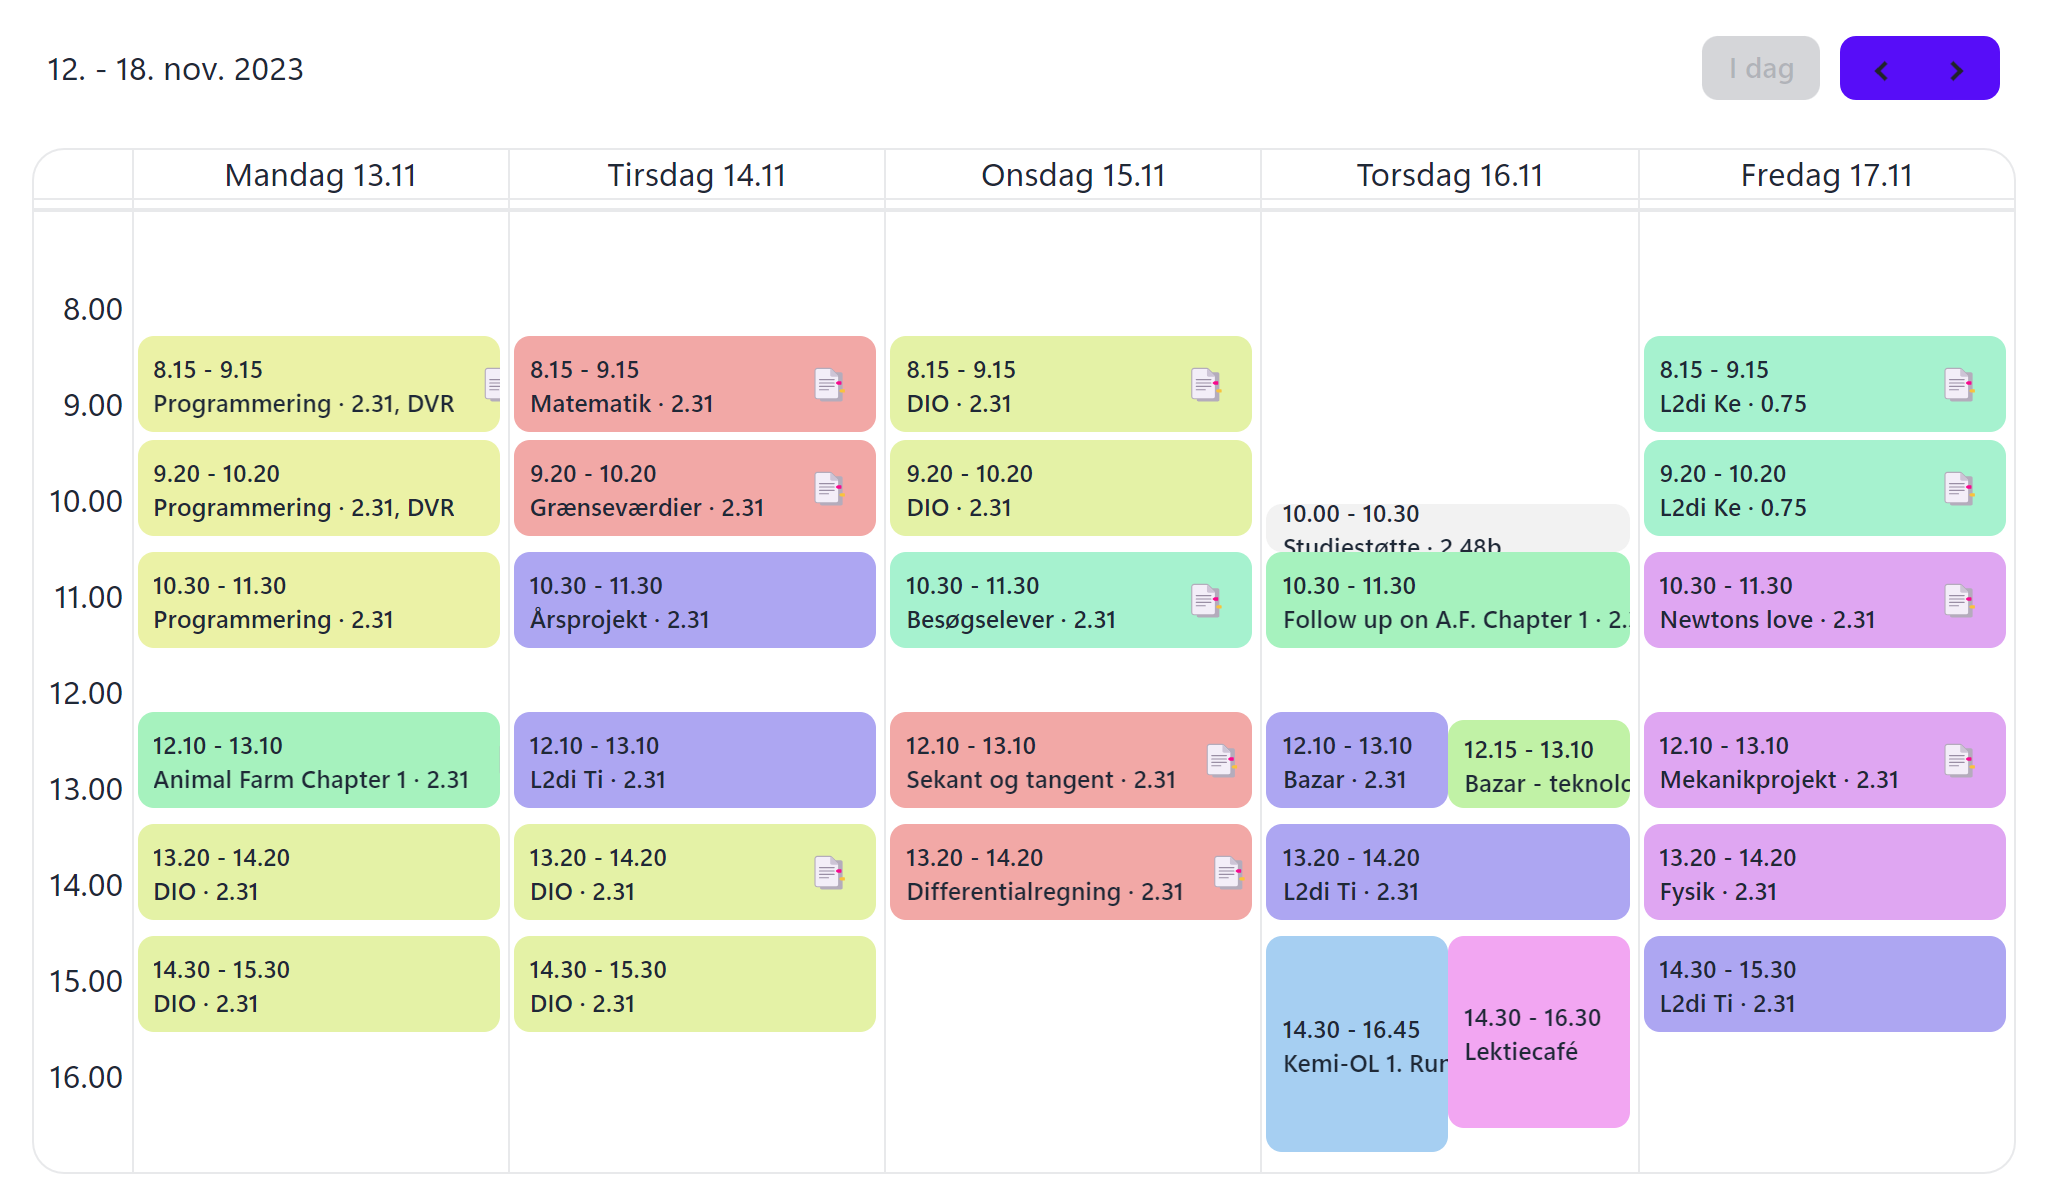 12. - 18. nov. 2023
I dag
Mandag 13.11
Tirsdag 14.11
Onsdag 15.11
Torsdag 16.11
Fredag 17.11
8.00
9.00
10.00
11.00
12.00
13.00
14.00
15.00
16.00
8.15 - 9.15
Programmering · 2.31, DVR
9.20 - 10.20
Programmering · 2.31, DVR
10.30 - 11.30
Programmering · 2.31
12.10 - 13.10
Animal Farm Chapter 1 · 2.31
13.20 - 14.20
DIO · 2.31
14.30 - 15.30
DIO · 2.31
8.15 - 9.15
Matematik · 2.31
9.20 - 10.20
Grænseværdier · 2.31
10.30 - 11.30
Årsprojekt · 2.31
12.10 - 13.10
L2di Ti · 2.31
13.20 - 14.20
DIO · 2.31
14.30 - 15.30
DIO · 2.31
8.15 - 9.15
DIO · 2.31
9.20 - 10.20
DIO · 2.31
10.30 - 11.30
Besøgselever · 2.31
12.10 - 13.10
Sekant og tangent · 2.31
13.20 - 14.20
Differentialregning · 2.31
10.00 - 10.30
Studiestøtte · 2.48b
10.30 - 11.30
Follow up on A.F. Chapter 1 · 2.
12.10 - 13.10
Bazar · 2.31
12.15 - 13.10
Bazar - teknolo
13.20 - 14.20
L2di Ti · 2.31
14.30 - 16.45
Kemi-OL 1. Run
14.30 - 16.30
Lektiecafé
8.15 - 9.15
L2di Ke · 0.75
9.20 - 10.20
L2di Ke · 0.75
10.30 - 11.30
Newtons love · 2.31
12.10 - 13.10
Mekanikprojekt · 2.31
13.20 - 14.20
Fysik · 2.31
14.30 - 15.30
L2di Ti · 2.31